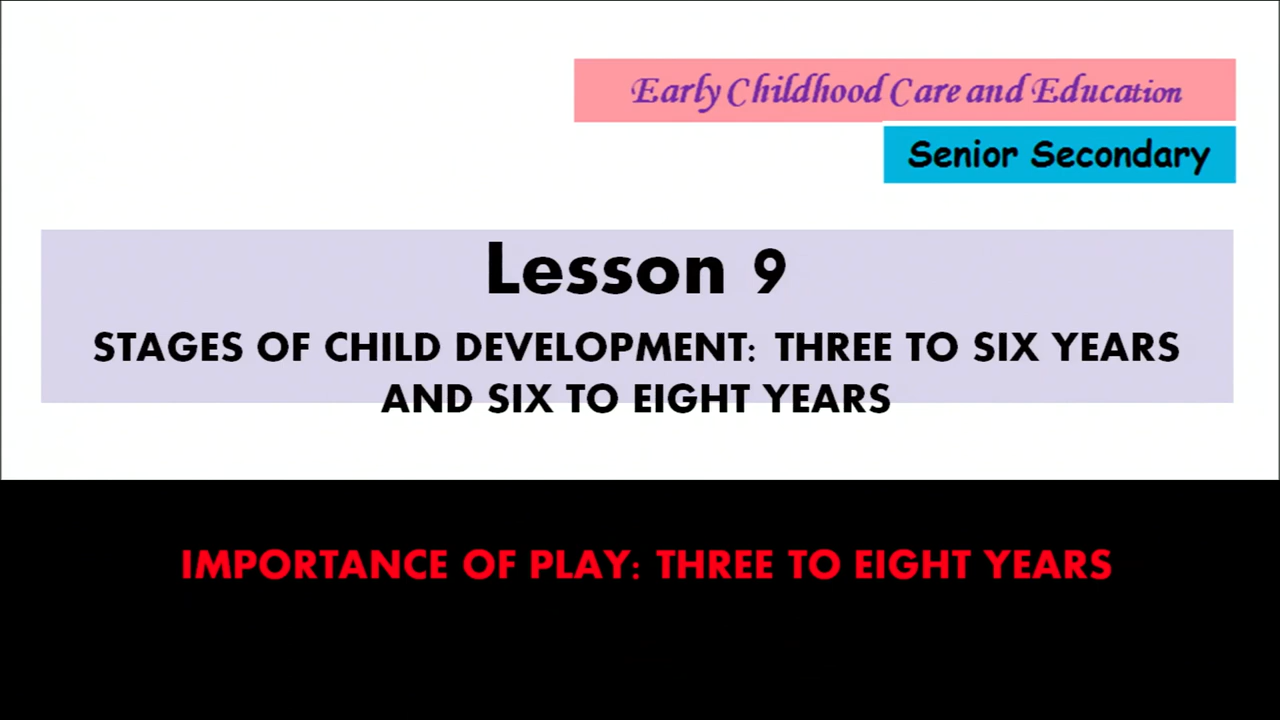 Early Childhood Care and Education
Senior Secondary
Lesson 9
STAGES OF CHILD DEVELOPMENT: THREE TO SIX YEARS
AND SIX TO EIGHT YEARS
IMPORTANCE OF PLAY: THREE TO EIGHT YEARS